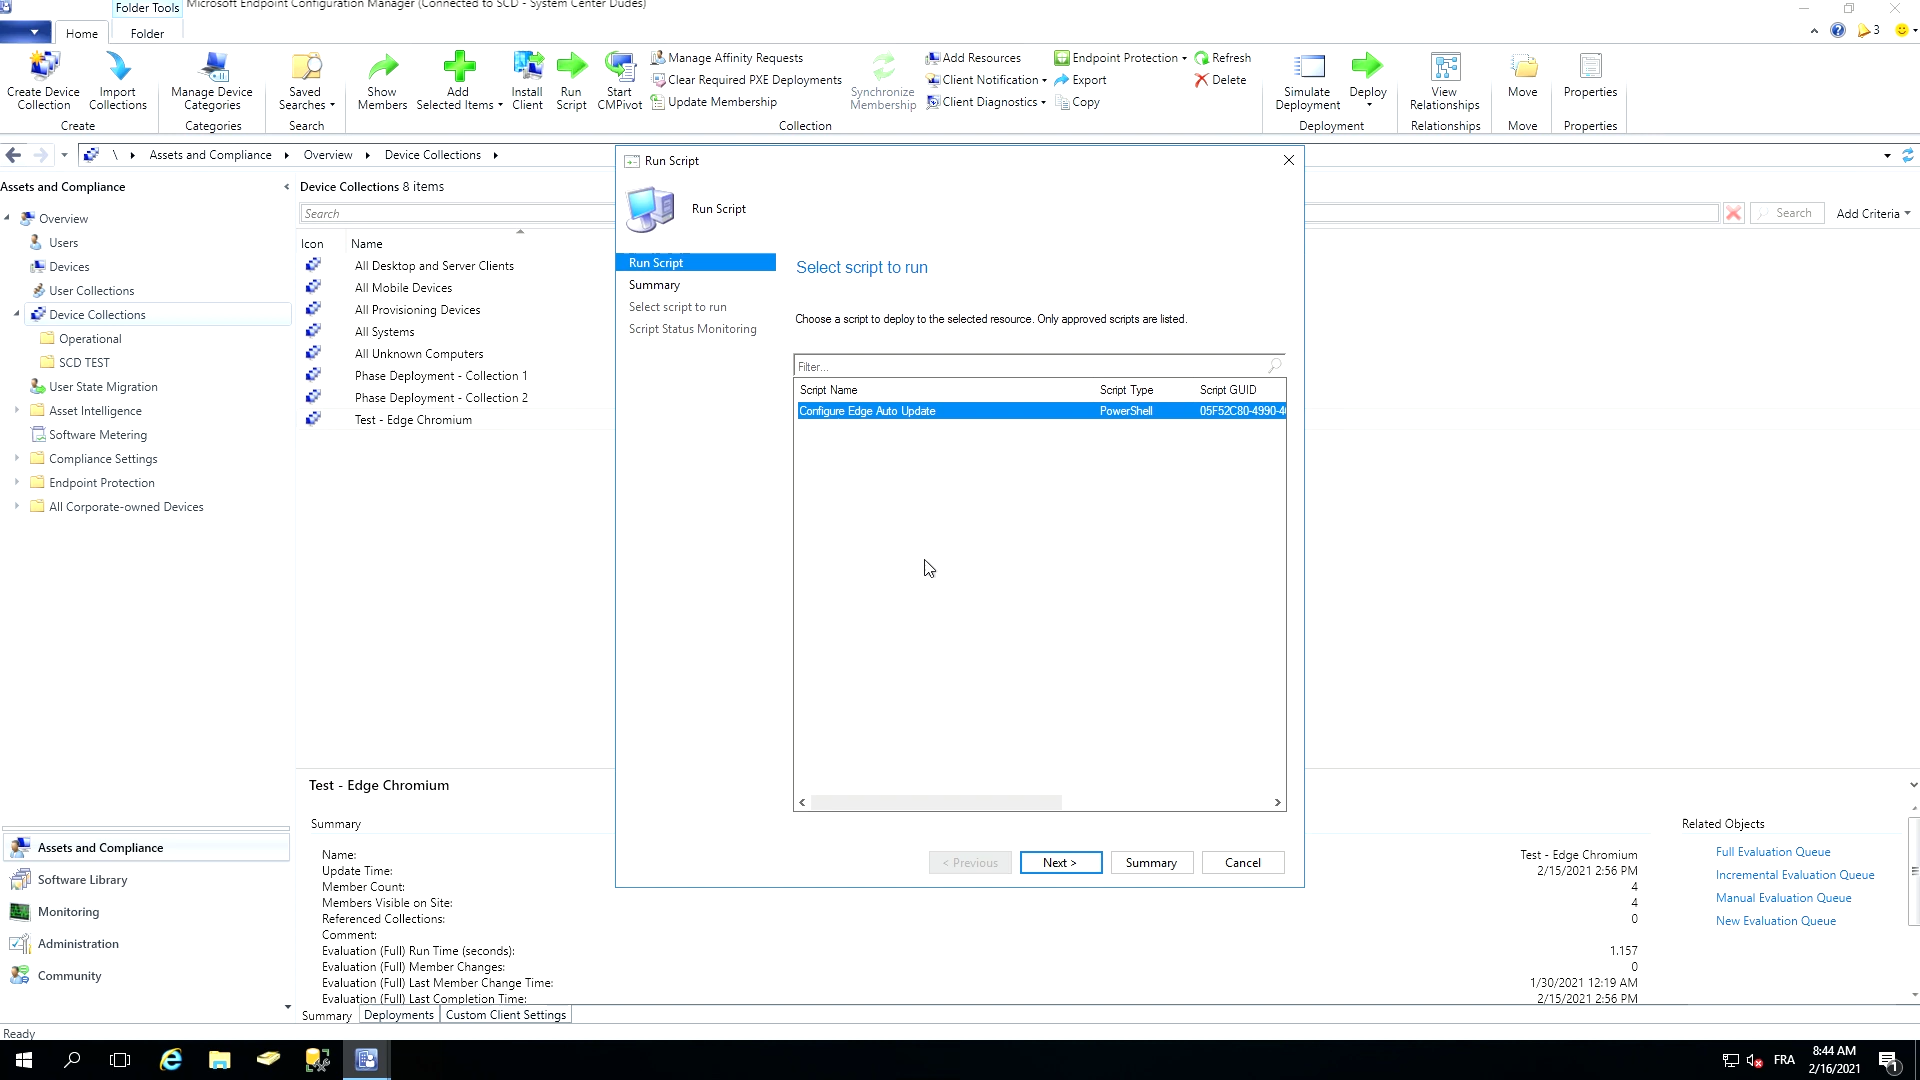 Folder Tools
Microsoft Endpoint Configuration Manager (Connected to SCD - System Center Dudes)
Home
Folder
3
Create Device Collection
Import Collections
Create
Manage Device Categories
Categories
Saved Searches
Search
Show Members
Add Selected Items
Install Client
Run Script
Start CMPivot
Manage Affinity Requests
Clear Required PXE Deployments
Update Membership
Synchronize Membership
Add Resources
Client Notification
Client Diagnostics
Endpoint Protection
Export
Copy
Refresh
Delete
Collection
Simulate Deployment
Deploy
Deployment
View Relationships
Relationships
Move
Move
Properties
Properties
\ Assets and Compliance Overview Device Collections
Assets and Compliance
Overview
Users
Devices
User Collections
Device Collections
Operational
SCD TEST
User State Migration
Asset Intelligence
Software Metering
Compliance Settings
Endpoint Protection
All Corporate-owned Devices
Assets and Compliance
Software Library
Monitoring
Administration
Community
Device Collections 8 items
Search
Search
Add Criteria
Icon Name
All Desktop and Server Clients
All Mobile Devices
All Provisioning Devices
All Systems
All Unknown Computers
Phase Deployment - Collection 1
Phase Deployment - Collection 2
Test - Edge Chromium
Run Script
Run Script
Run Script
Summary
Select script to run
Script Status Monitoring
Select script to run
Choose a script to deploy to the selected resource. Only approved scripts are listed.
Filter...
Script Name Script Type Script GUID
Configure Edge Auto Update PowerShell 05F52C80-4990-4
< Previous Next > Summary Cancel
Test - Edge Chromium
Summary
Name: Test - Edge Chromium
Update Time: 2/15/2021 2:56 PM
Member Count: 4
Members Visible on Site: 4
Referenced Collections: 0
Comment:
Evaluation (Full) Run Time (seconds): 1.157
Evaluation (Full) Member Changes: 0
Evaluation (Full) Last Member Change Time: 1/30/2021 12:19 AM
Evaluation (Full) Last Completion Time: 2/15/2021 2:56 PM
Related Objects
Full Evaluation Queue
Incremental Evaluation Queue
Manual Evaluation Queue
New Evaluation Queue
Summary Deployments Custom Client Settings
Ready
FRA
8:44 AM
2/16/2021
1